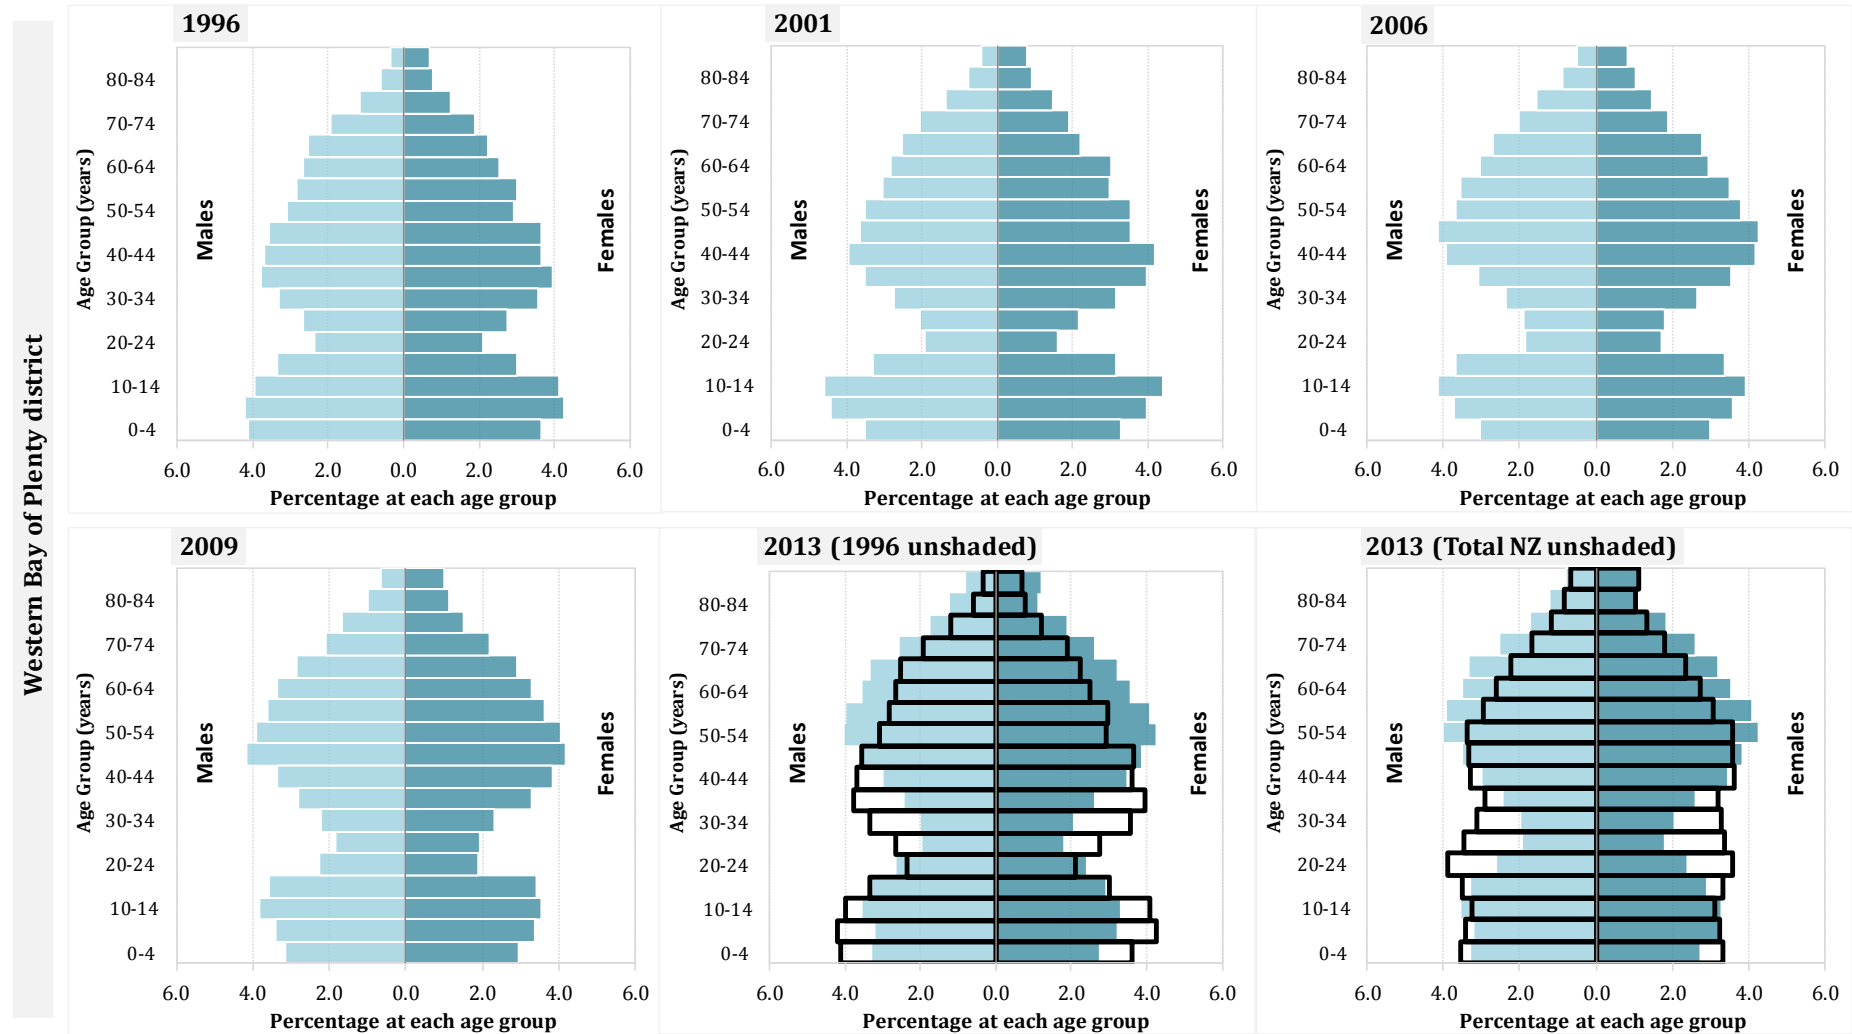 Western Bay of Plenty district
1996
80-84
70-74
60-64
50-54
40-44
30-34
20-24
10-14
0-4
Age Group (years)
Males
Females
6.0 4.0 2.0 0.0 2.0 4.0 6.0
Percentage at each age group
2001
80-84
70-74
60-64
50-54
40-44
30-34
20-24
10-14
0-4
Age Group (years)
Males
Females
6.0 4.0 2.0 0.0 2.0 4.0 6.0
Percentage at each age group
2006
80-84
70-74
60-64
50-54
40-44
30-34
20-24
10-14
0-4
Age Group (years)
Males
Females
6.0 4.0 2.0 0.0 2.0 4.0 6.0
Percentage at each age group
2009
80-84
70-74
60-64
50-54
40-44
30-34
20-24
10-14
0-4
Age Group (years)
Males
Females
6.0 4.0 2.0 0.0 2.0 4.0 6.0
Percentage at each age group
2013 (1996 unshaded)
80-84
70-74
60-64
50-54
40-44
30-34
20-24
10-14
0-4
Age Group (years)
Males
Females
6.0 4.0 2.0 0.0 2.0 4.0 6.0
Percentage at each age group
2013 (Total NZ unshaded)
80-84
70-74
60-64
50-54
40-44
30-34
20-24
10-14
0-4
Age Group (years)
Males
Females
6.0 4.0 2.0 0.0 2.0 4.0 6.0
Percentage at each age group